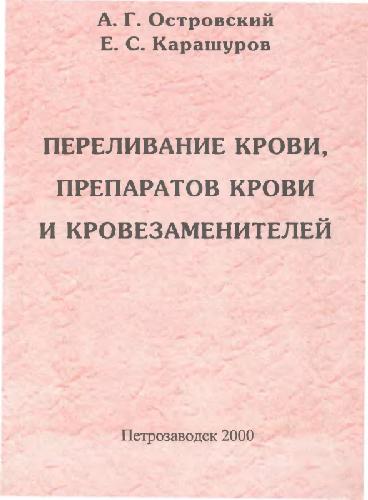 А. Г. Островский
Е. С. Карашуров
ПЕРЕЛИВАНИЕ КРОВИ,
ПРЕПАРАТОВ КРОВИ
И КРОВЕЗАМЕНИТЕЛЕЙ
Петрозаводск 2000